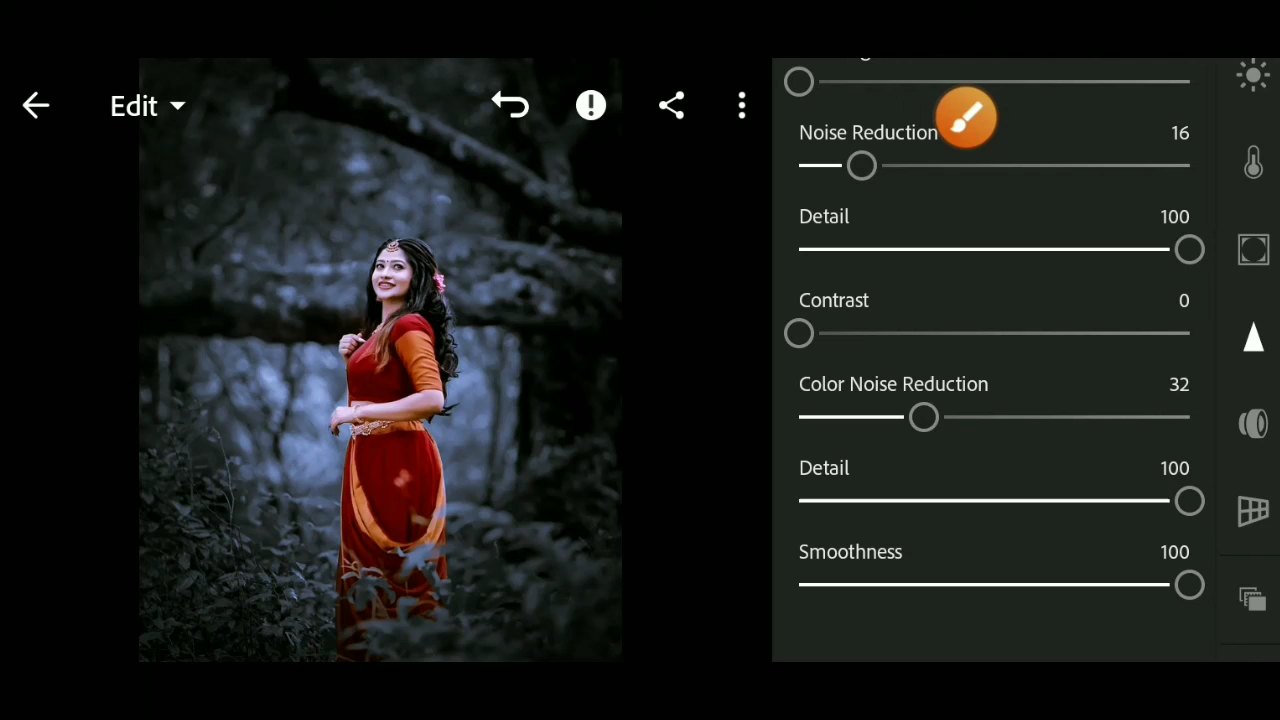 Edit
Noise Reduction 16
Detail 100
Contrast 0
Color Noise Reduction 32
Detail 100
Smoothness 100